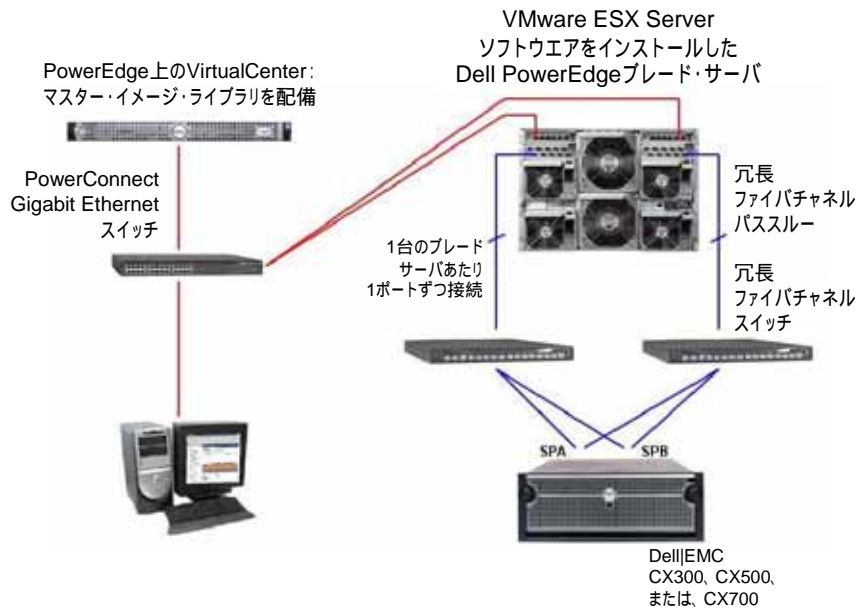 VMware ESX Server
ソフトウエアをインストールした
Dell PowerEdgeブレード･サーバ
PowerEdge上のVirtualCenter:
マスター･イメージ･ライブラリを配備
PowerConnect
Gigabit Ethernet
スイッチ
冗長
ファイバチャネル
パススルー
1台のブレード
サーバあたり
1ポートずつ接続
冗長
ファイバチャネル
スイッチ
SPA
SPB
Dell|EMC
CX300、CX500、
または、CX700